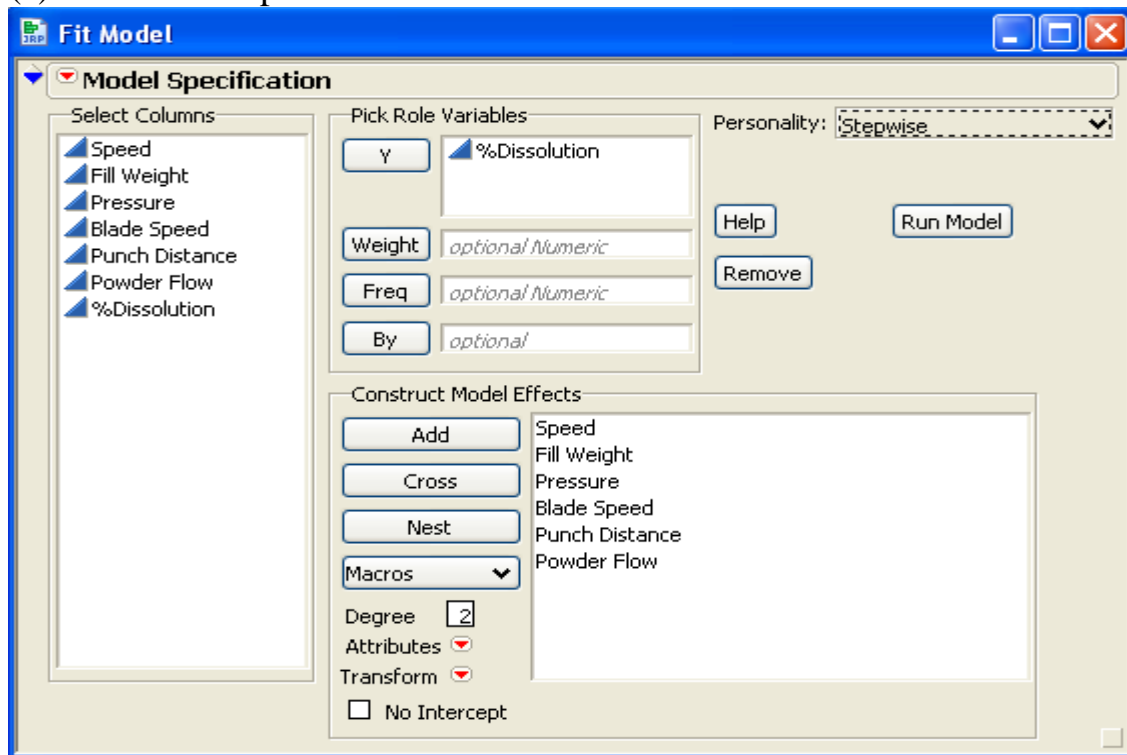 Fit Model
Model Specification
Select Columns
Speed
Fill Weight
Pressure
Blade Speed
Punch Distance
Powder Flow
%Dissolution
Pick Role Variables
Y
%Dissolution
Weight
optional Numeric
Freq
optional Numeric
By
optional
Personality: Stepwise
Help
Run Model
Remove
Construct Model Effects
Add
Cross
Nest
Macros
Degree 2
Attributes
Transform
No Intercept
Speed
Fill Weight
Pressure
Blade Speed
Punch Distance
Powder Flow